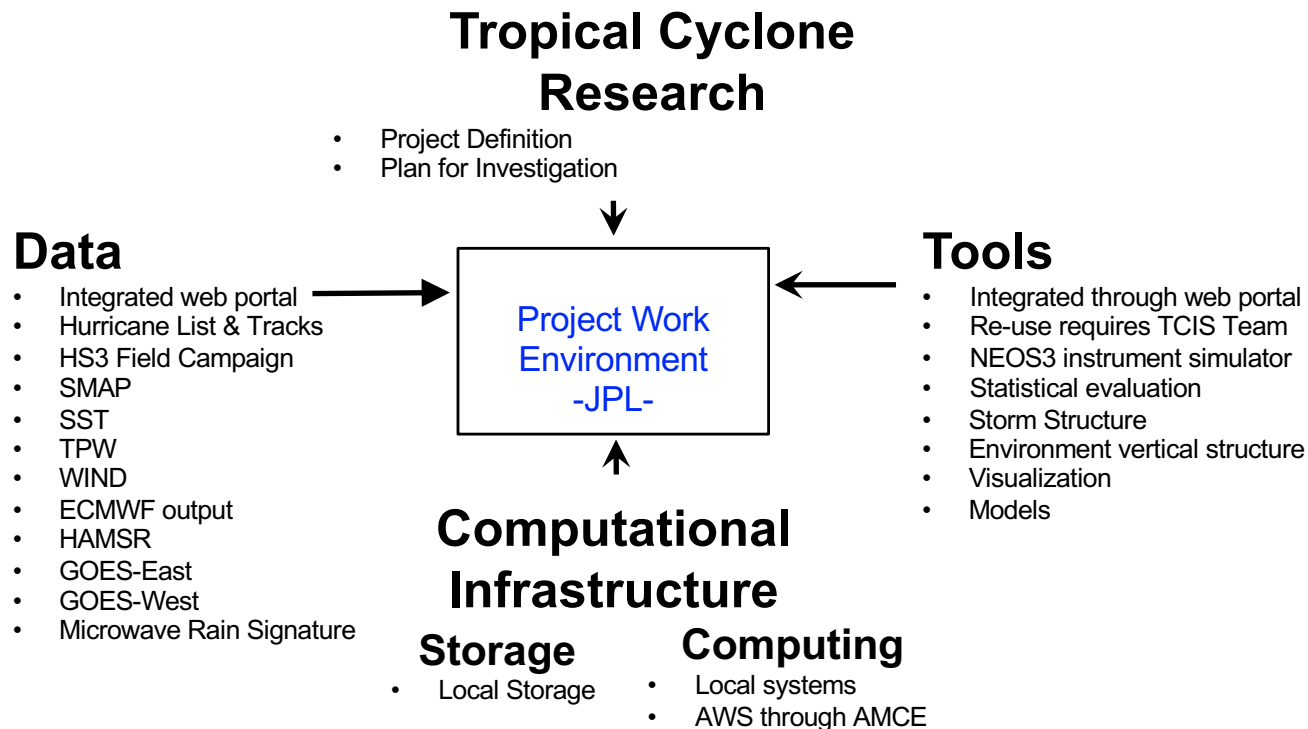 Tropical Cyclone
Research
• Project Definition
• Plan for Investigation
Data
• Integrated web portal
• Hurricane List & Tracks
• HS3 Field Campaign
• SMAP
• SST
• TPW
• WIND
• ECMWF output
• HAMSR
• GOES-East
• GOES-West
• Microwave Rain Signature
Project Work
Environment
-JPL-
Tools
• Integrated through web portal
• Re-use requires TCIS Team
• NEOS3 instrument simulator
• Statistical evaluation
• Storm Structure
• Environment vertical structure
• Visualization
• Models
Computational
Infrastructure
Storage
• Local Storage
Computing
• Local systems
• AWS through AMCE